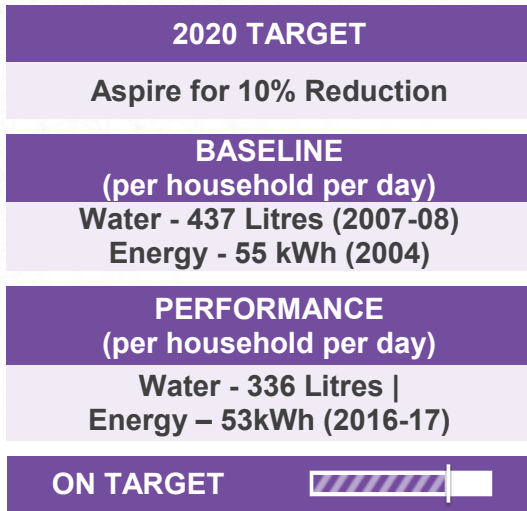 2020 TARGET
Aspire for 10% Reduction
BASELINE
(per household per day)
Water - 437 Litres (2007-08)
Energy - 55 kWh (2004)
PERFORMANCE
(per household per day)
Water - 336 Litres |
Energy – 53kWh (2016-17)
ON TARGET